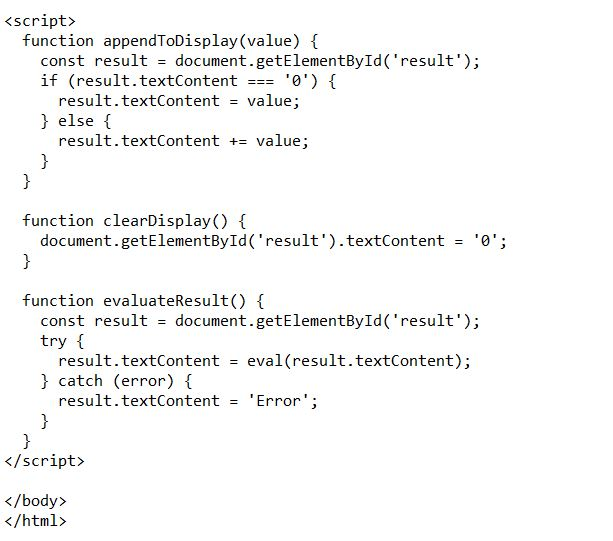 <script>
  function appendToDisplay(value) {
    const result = document.getElementById('result');
    if (result.textContent === '0') {
      result.textContent = value;
    } else {
      result.textContent += value;
    }
  }

  function clearDisplay() {
    document.getElementById('result').textContent = '0';
  }

  function evaluateResult() {
    const result = document.getElementById('result');
    try {
      result.textContent = eval(result.textContent);
    } catch (error) {
      result.textContent = 'Error';
    }
  }
</script>

</body>
</html>